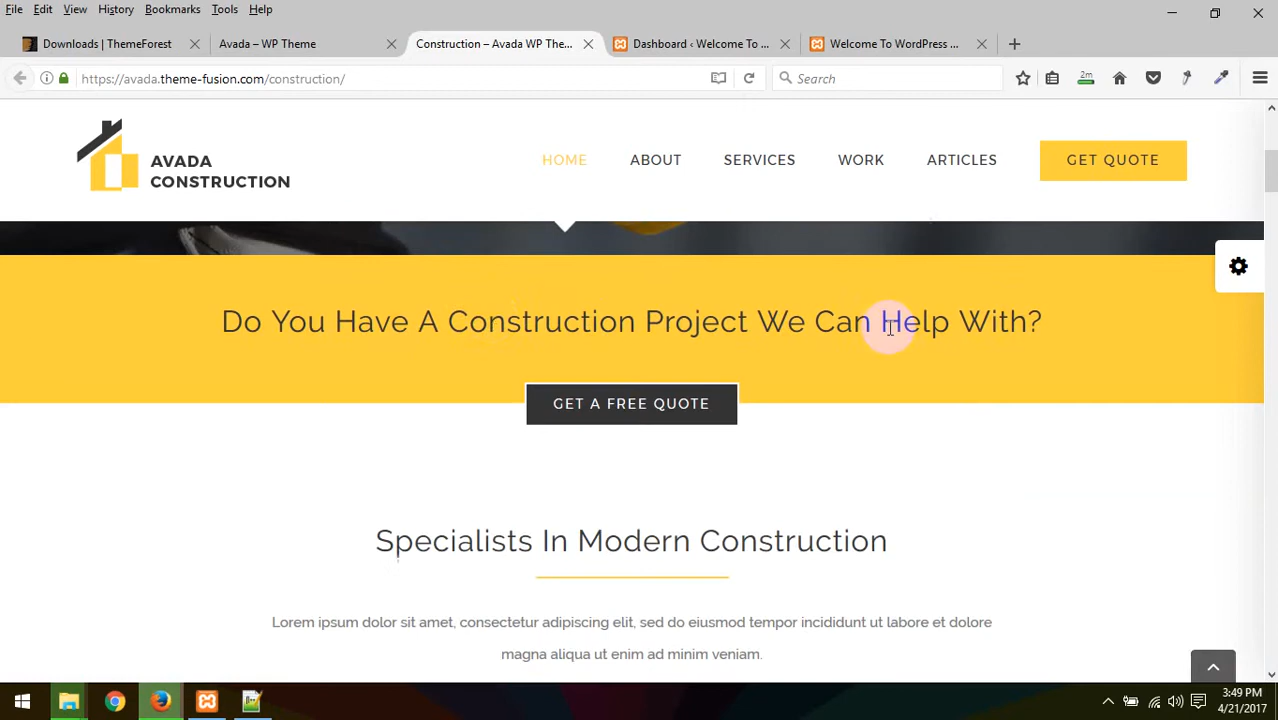 File Edit View History Bookmarks Tools Help
Downloads | ThemeForest
Avada – WP Theme
Construction – Avada WP The...
Dashboard ‹ Welcome To ...
Welcome To WordPress ...
https://avada.theme-fusion.com/construction/
Search
2m
AVADA
CONSTRUCTION
HOME ABOUT SERVICES WORK ARTICLES GET QUOTE
Do You Have A Construction Project We Can Help With?
GET A FREE QUOTE
Specialists In Modern Construction
Lorem ipsum dolor sit amet, consectetur adipiscing elit, sed do eiusmod tempor incididunt ut labore et dolore
magna aliqua ut enim ad minim veniam.
3:49 PM
4/21/2017